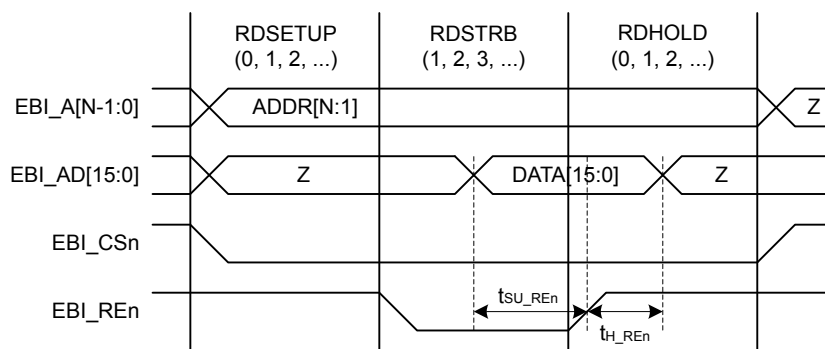 RDSETUP
(0, 1, 2, ...)
RDSTRB
(1, 2, 3, ...)
RDHOLD
(0, 1, 2, ...)
EBI_A[N-1:0]
ADDR[N:1]
Z
EBI_AD[15:0]
Z
DATA[15:0]
Z
EBI_CSn
EBI_REn
tSU_REn
tH_REn